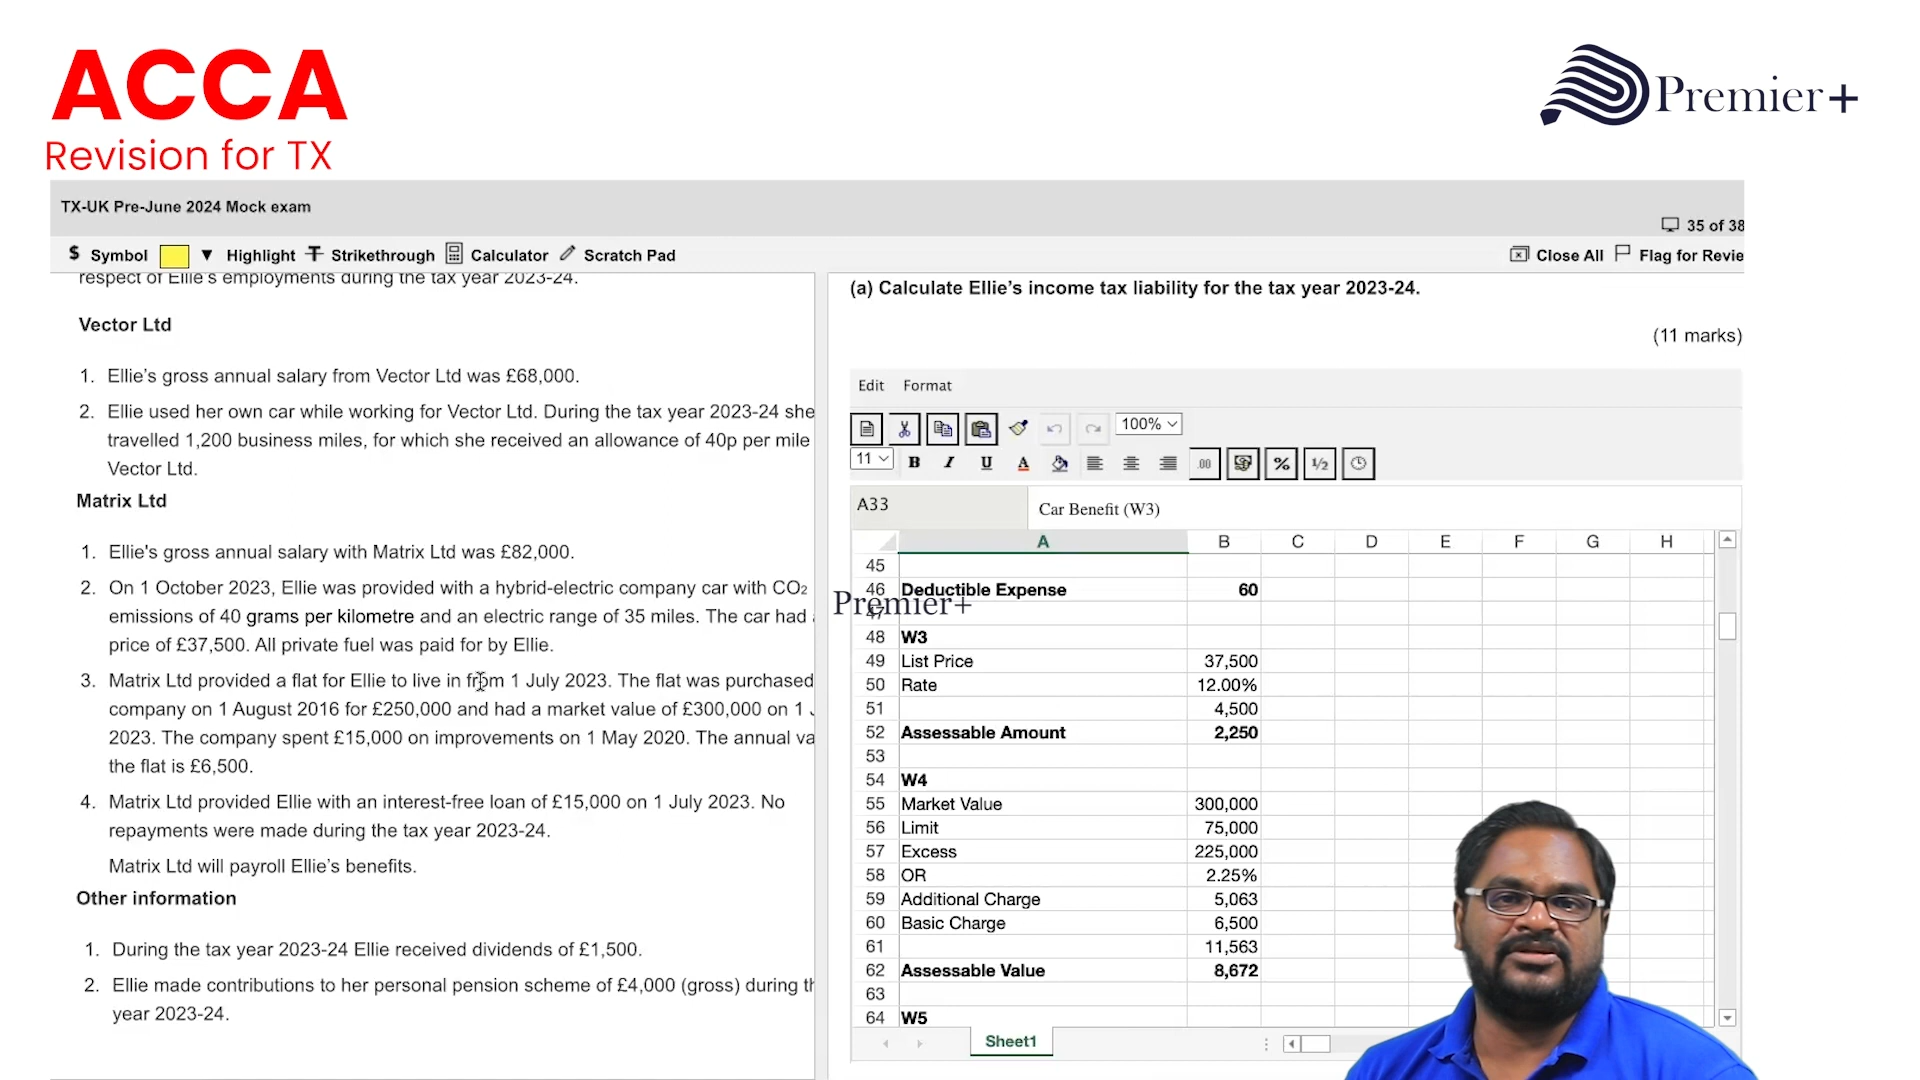 ACCA
Revision for TX
Premier+
TX-UK Pre-June 2024 Mock exam
35 of 38
$ Symbol ▼ Highlight Strikethrough Calculator Scratch Pad
Close All Flag for Revie
respect of Ellie's employments during the tax year 2023-24.
Vector Ltd
1. Ellie's gross annual salary from Vector Ltd was £68,000.
2. Ellie used her own car while working for Vector Ltd. During the tax year 2023-24 she
travelled 1,200 business miles, for which she received an allowance of 40p per mile
Vector Ltd.
Matrix Ltd
1. Ellie's gross annual salary with Matrix Ltd was £82,000.
2. On 1 October 2023, Ellie was provided with a hybrid-electric company car with CO₂
emissions of 40 grams per kilometre and an electric range of 35 miles. The car had
price of £37,500. All private fuel was paid for by Ellie.
3. Matrix Ltd provided a flat for Ellie to live in from 1 July 2023. The flat was purchased
company on 1 August 2016 for £250,000 and had a market value of £300,000 on 1
2023. The company spent £15,000 on improvements on 1 May 2020. The annual va
the flat is £6,500.
4. Matrix Ltd provided Ellie with an interest-free loan of £15,000 on 1 July 2023. No
repayments were made during the tax year 2023-24.
Matrix Ltd will payroll Ellie's benefits.
Other information
1. During the tax year 2023-24 Ellie received dividends of £1,500.
2. Ellie made contributions to her personal pension scheme of £4,000 (gross) during th
year 2023-24.
(a) Calculate Ellie's income tax liability for the tax year 2023-24.
(11 marks)
Edit Format
100%
11 B I U A .00 % 1/2
A33 Car Benefit (W3)
A B C D E F G H
45
46 Deductible Expense 60
Premier+
47
48 W3
49 List Price 37,500
50 Rate 12.00%
51 4,500
52 Assessable Amount 2,250
53
54 W4
55 Market Value 300,000
56 Limit 75,000
57 Excess 225,000
58 OR 2.25%
59 Additional Charge 5,063
60 Basic Charge 6,500
61 11,563
62 Assessable Value 8,672
63
64 W5
Sheet1